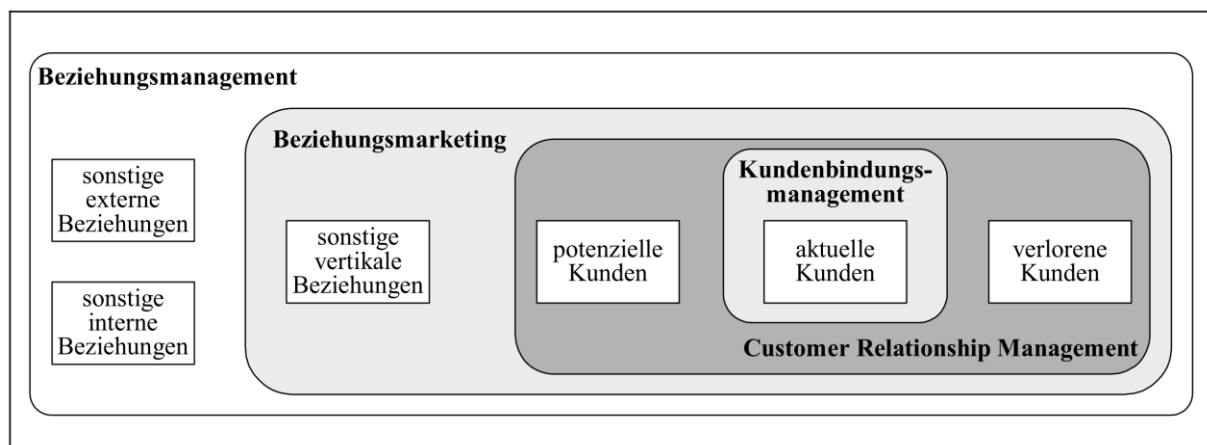 Beziehungsmanagement
Beziehungsmarketing
Kundenbindungs-
management
sonstige
externe
Beziehungen
sonstige
interne
Beziehungen
sonstige
vertikale
Beziehungen
potenzielle
Kunden
aktuelle
Kunden
verlorene
Kunden
Customer Relationship Management